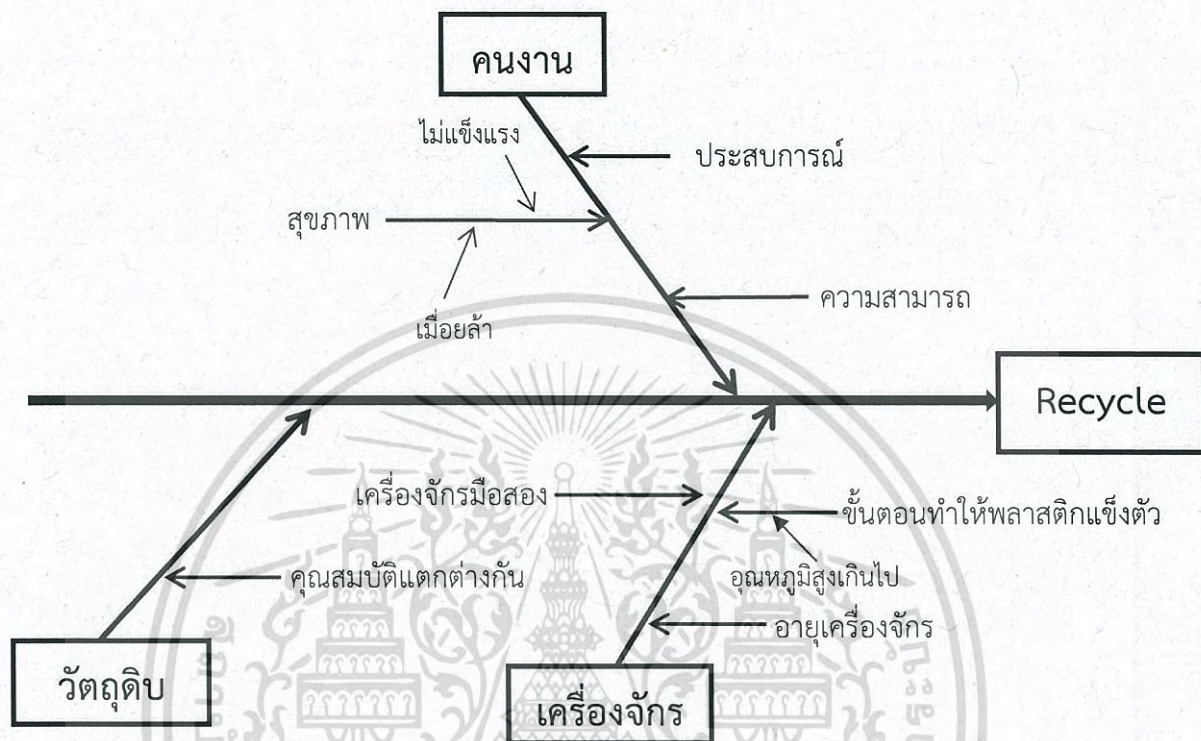 คนงาน
ไม่แข็งแรง
ประสบการณ์
สุขภาพ
ความสามารถ
เมื่อยล้า
Recycle
เครื่องจักรมือสอง
ขั้นตอนทำให้พลาสติกแข็งตัว
คุณสมบัติแตกต่างกัน
อุณหภูมิสูงเกินไป
อายุเครื่องจักร
วัตถุดิบ
เครื่องจักร